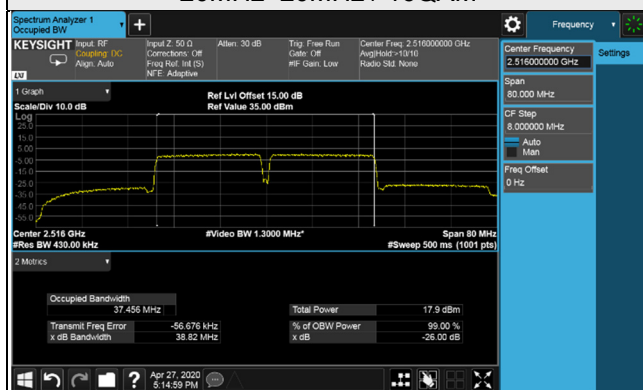 20MHz+20MHz / 16QAM
Spectrum Analyzer 1
Occupied BW
Frequency
KEYSIGHT
Input: RF
Coupling: DC
Align: Auto
Input Z: 50 Ω
Corrections: Off
Freq Ref: Int (S)
NFE: Adaptive
Atten: 30 dB
Trig: Free Run
Gate: Off
#IF Gain: Low
Center Freq: 2.516000000 GHz
Avg|Hold:>10/10
Radio Std: None
LXI
Center Frequency
2.516000000 GHz
Settings
Span
80.000 MHz
CF Step
8.000000 MHz
Auto
Man
Freq Offset
0 Hz
1 Graph
Scale/Div 10.0 dB
Ref Lvl Offset 15.00 dB
Ref Value 35.00 dBm
Log
25.0
15.0
5.00
-5.00
-15.0
-25.0
-35.0
-45.0
-55.0
Center 2.516 GHz
#Res BW 430.00 kHz
#Video BW 1.3000 MHz*
Span 80 MHz
#Sweep 500 ms (1001 pts)
2 Metrics
Occupied Bandwidth
37.456 MHz
Total Power 17.9 dBm
Transmit Freq Error -56.676 kHz
% of OBW Power 99.00 %
x dB Bandwidth 38.82 MHz
x dB -26.00 dB
?
Apr 27, 2020
5:14:59 PM